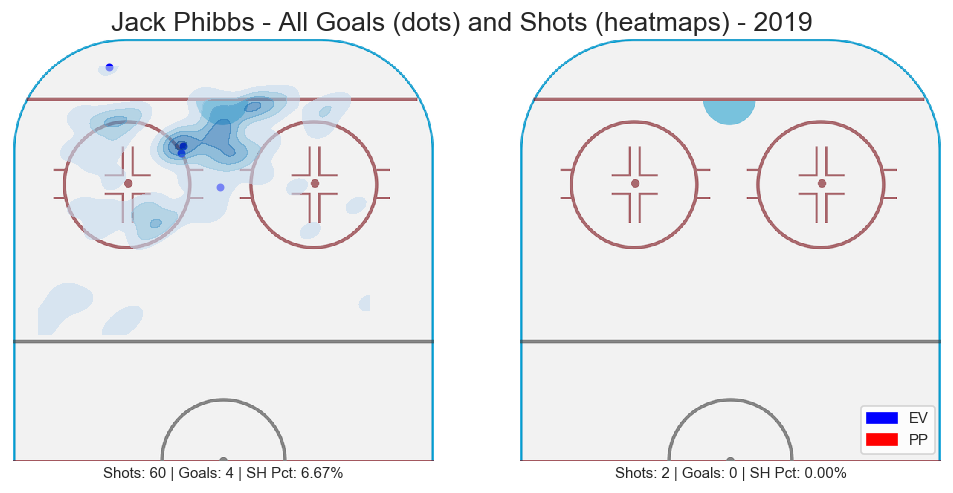 Jack Phibbs - All Goals (dots) and Shots (heatmaps) - 2019
EV
PP
Shots: 60 | Goals: 4 | SH Pct: 6.67%
Shots: 2 | Goals: 0 | SH Pct: 0.00%